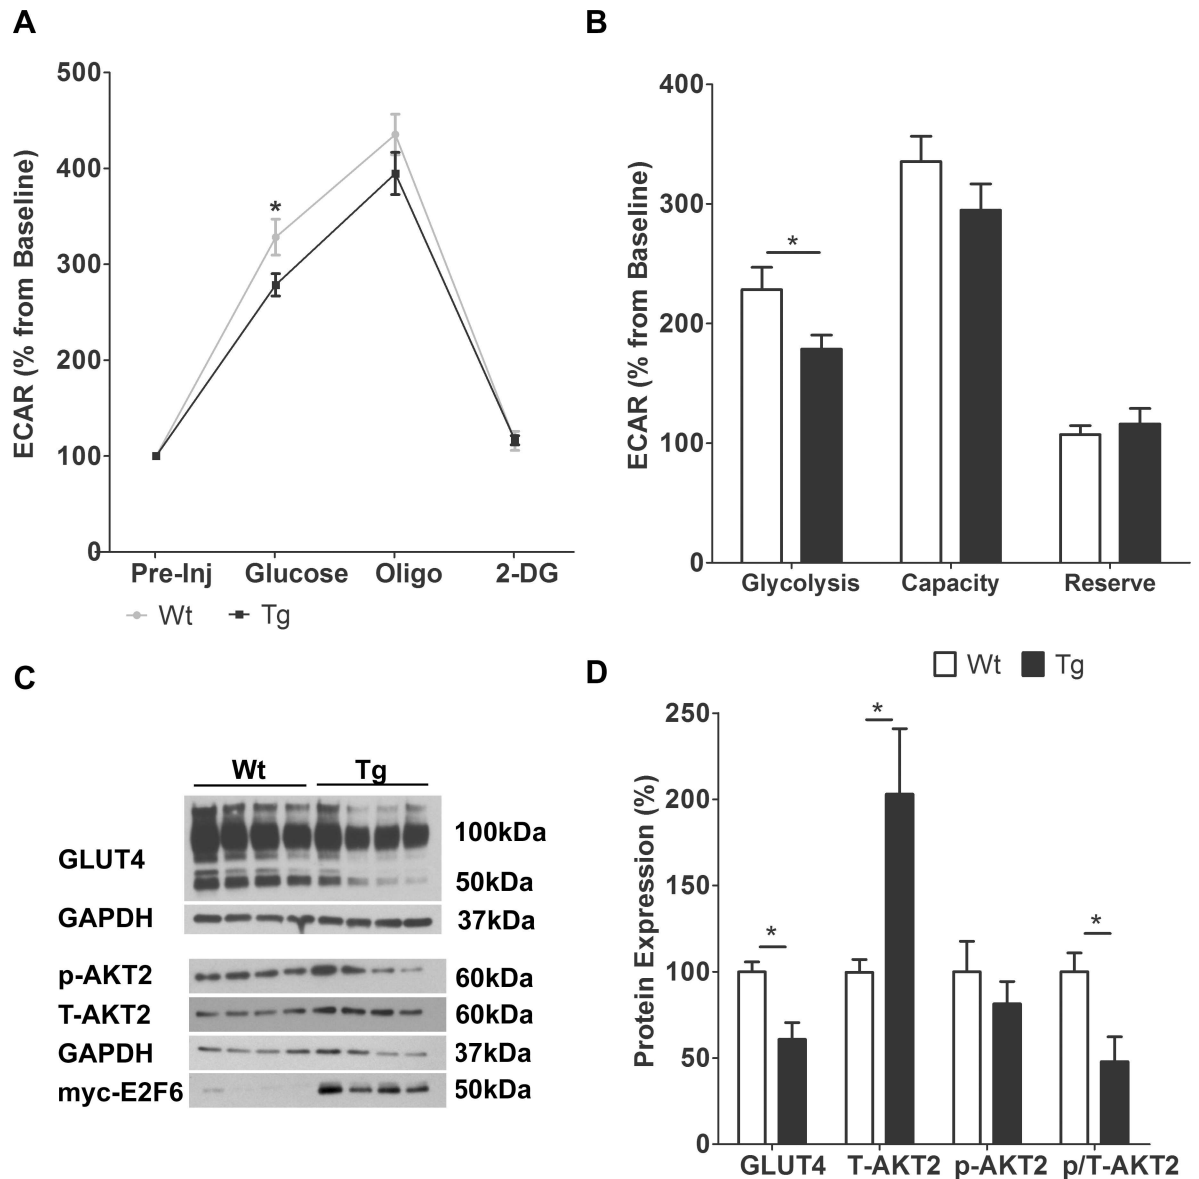 A
500
400
300
200
100
0
ECAR (% from Baseline)
*
Pre-Inj Glucose Oligo 2-DG
Wt Tg
B
400
300
200
100
0
ECAR (% from Baseline)
*
Glycolysis Capacity Reserve
Wt Tg
C
Wt Tg
GLUT4
100kDa
50kDa
GAPDH 37kDa
p-AKT2 60kDa
T-AKT2 60kDa
GAPDH 37kDa
myc-E2F6 50kDa
D
250
200
150
100
50
0
Protein Expression (%)
* * *
GLUT4 T-AKT2 p-AKT2 p/T-AKT2